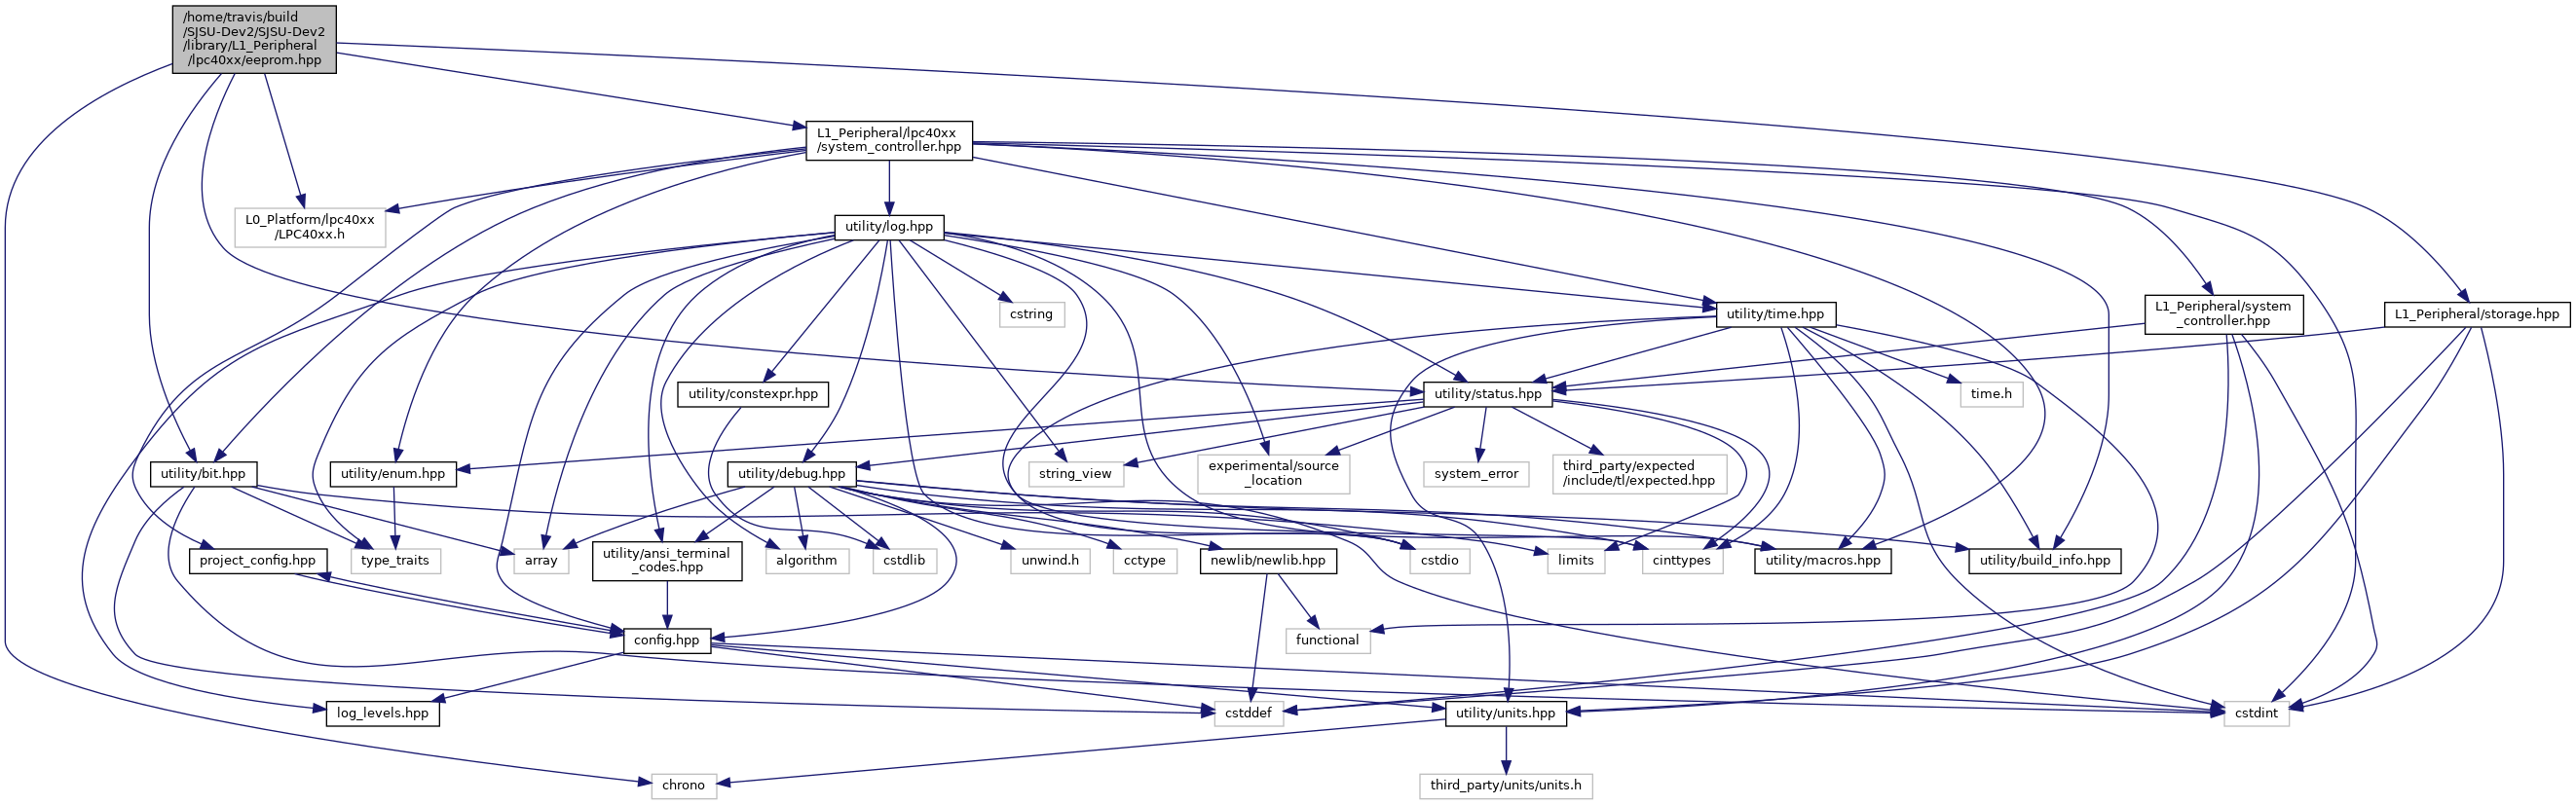 /home/travis/build
/SJSU-Dev2/SJSU-Dev2
/library/L1_Peripheral
/lpc40xx/eeprom.hpp
L1_Peripheral/lpc40xx
/system_controller.hpp
L0_Platform/lpc40xx
/LPC40xx.h
utility/log.hpp
cstring
utility/time.hpp
L1_Peripheral/system
_controller.hpp
L1_Peripheral/storage.hpp
utility/constexpr.hpp
utility/status.hpp
time.h
utility/bit.hpp
utility/enum.hpp
utility/debug.hpp
string_view
experimental/source
_location
system_error
third_party/expected
/include/tl/expected.hpp
project_config.hpp
type_traits
array
utility/ansi_terminal
_codes.hpp
algorithm
cstdlib
unwind.h
cctype
newlib/newlib.hpp
cstdio
limits
cinttypes
utility/macros.hpp
utility/build_info.hpp
config.hpp
functional
log_levels.hpp
cstddef
utility/units.hpp
cstdint
chrono
third_party/units/units.h